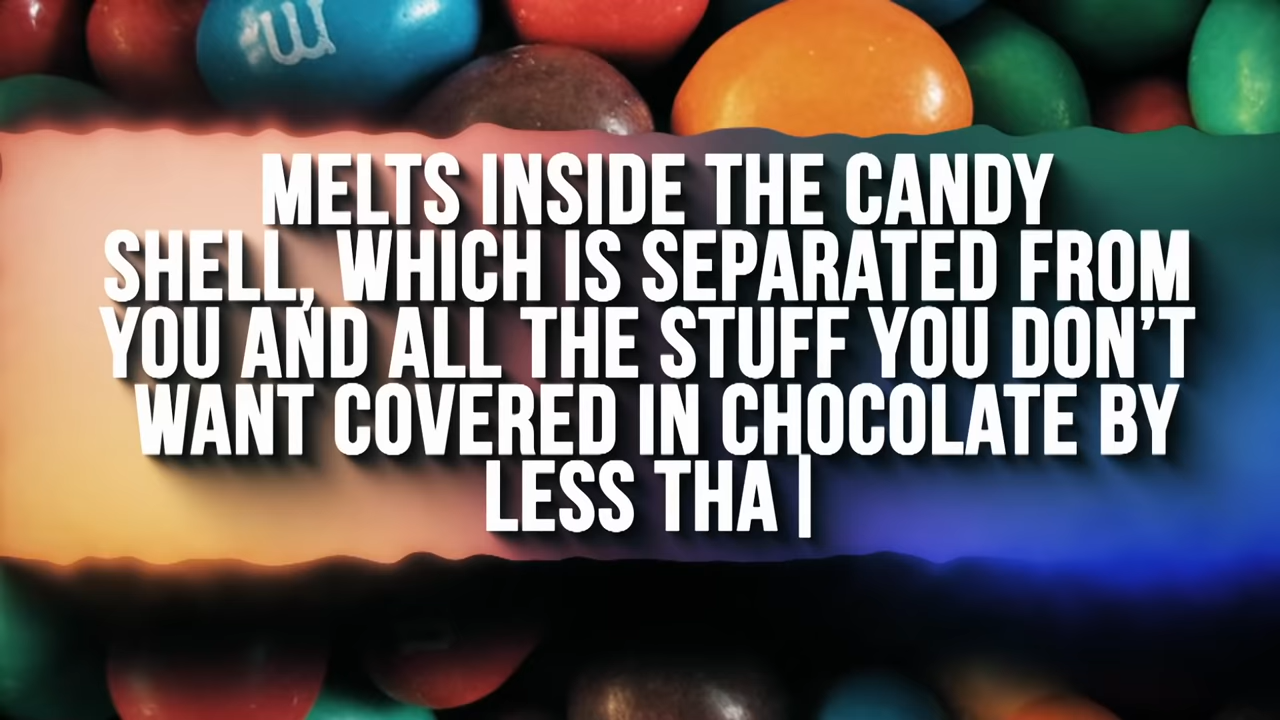 m
MELTS INSIDE THE CANDY
SHELL, WHICH IS SEPARATED FROM
YOU AND ALL THE STUFF YOU DON'T
WANT COVERED IN CHOCOLATE BY
LESS THA |